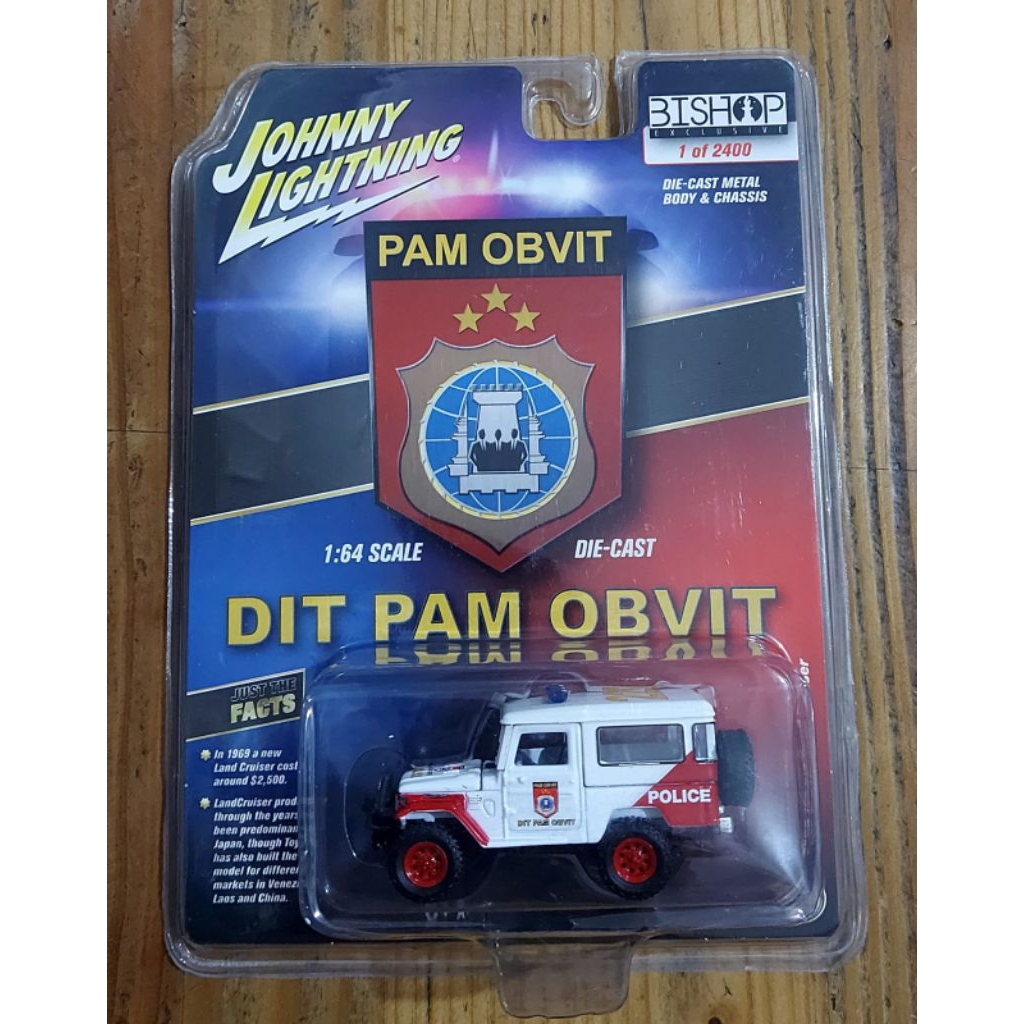 JOHNNY
LIGHTNING®
BISHOP
EXCLUSIVE
1 of 2400
DIE-CAST METAL
BODY & CHASSIS
PAM OBVIT
1:64 SCALE
DIE-CAST
DIT PAM OBVIT
JUST THE
FACTS
In 1969 a new
Land Cruiser cost
around $2,500.
LandCruiser prod
through the years
been predominan
Japan, though Toy
has also built the
model for differe
markets in Venez
Laos and China.
PAM OBVIT
DIT PAM OBVIT
POLICE